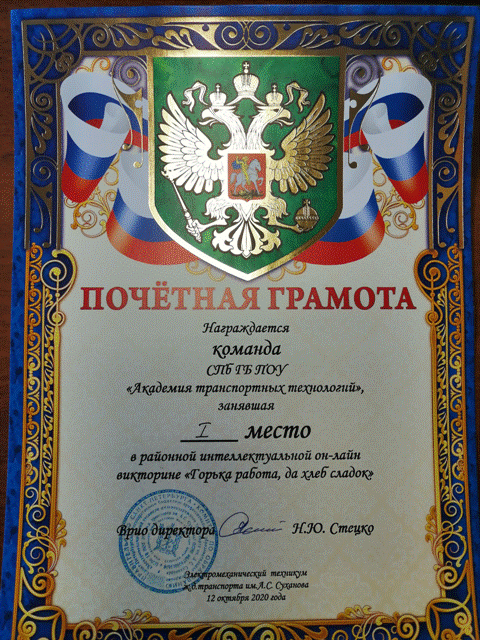 ПОЧЁТНАЯ ГРАМОТА
Награждается
команда
СПБ ГБ ПОУ
«Академия транспортных технологий»,
занявшая
I место
в районной интеллектуальной он-лайн
викторине «Горька работа, да хлеб сладок»
Врио директора Н.Ю. Стецко
Электромеханический техникум
ж.д.транспорта им.А.С. Суханова
12 октября 2020 года